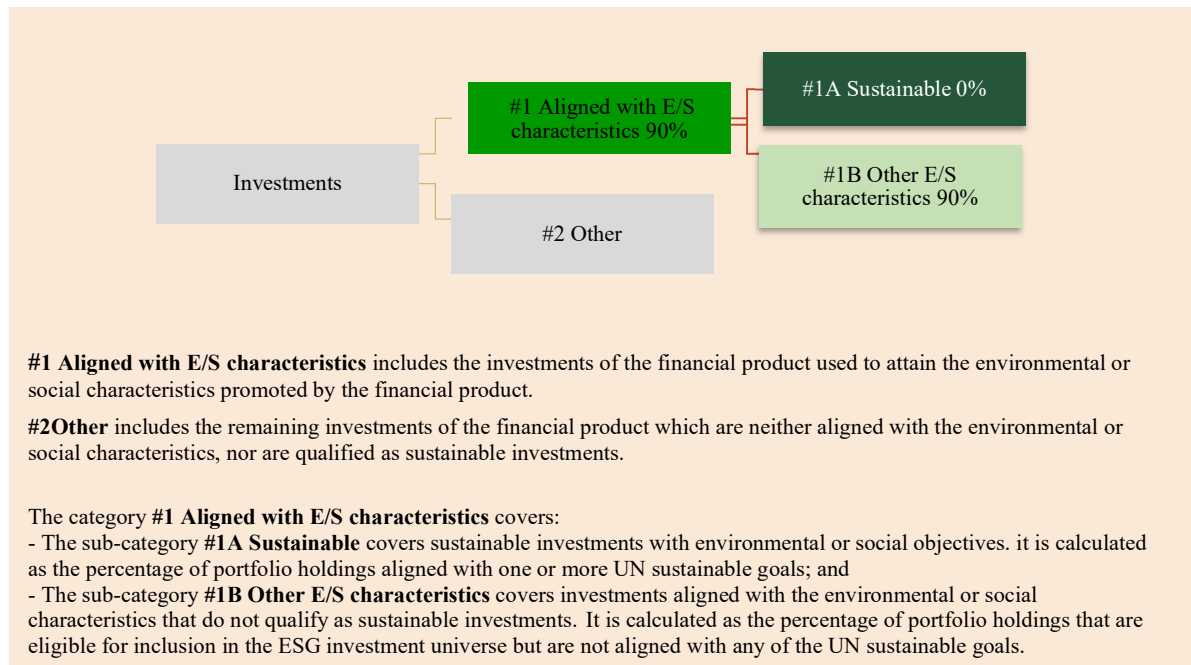 #1A Sustainable 0%
#1 Aligned with E/S
characteristics 90%
#1B Other E/S
characteristics 90%
Investments
#2 Other
#1 Aligned with E/S characteristics includes the investments of the financial product used to attain the environmental or
social characteristics promoted by the financial product.
#2Other includes the remaining investments of the financial product which are neither aligned with the environmental or
social characteristics, nor are qualified as sustainable investments.
The category #1 Aligned with E/S characteristics covers:
- The sub-category #1A Sustainable covers sustainable investments with environmental or social objectives. it is calculated
as the percentage of portfolio holdings aligned with one or more UN sustainable goals; and
- The sub-category #1B Other E/S characteristics covers investments aligned with the environmental or social
characteristics that do not qualify as sustainable investments. It is calculated as the percentage of portfolio holdings that are
eligible for inclusion in the ESG investment universe but are not aligned with any of the UN sustainable goals.